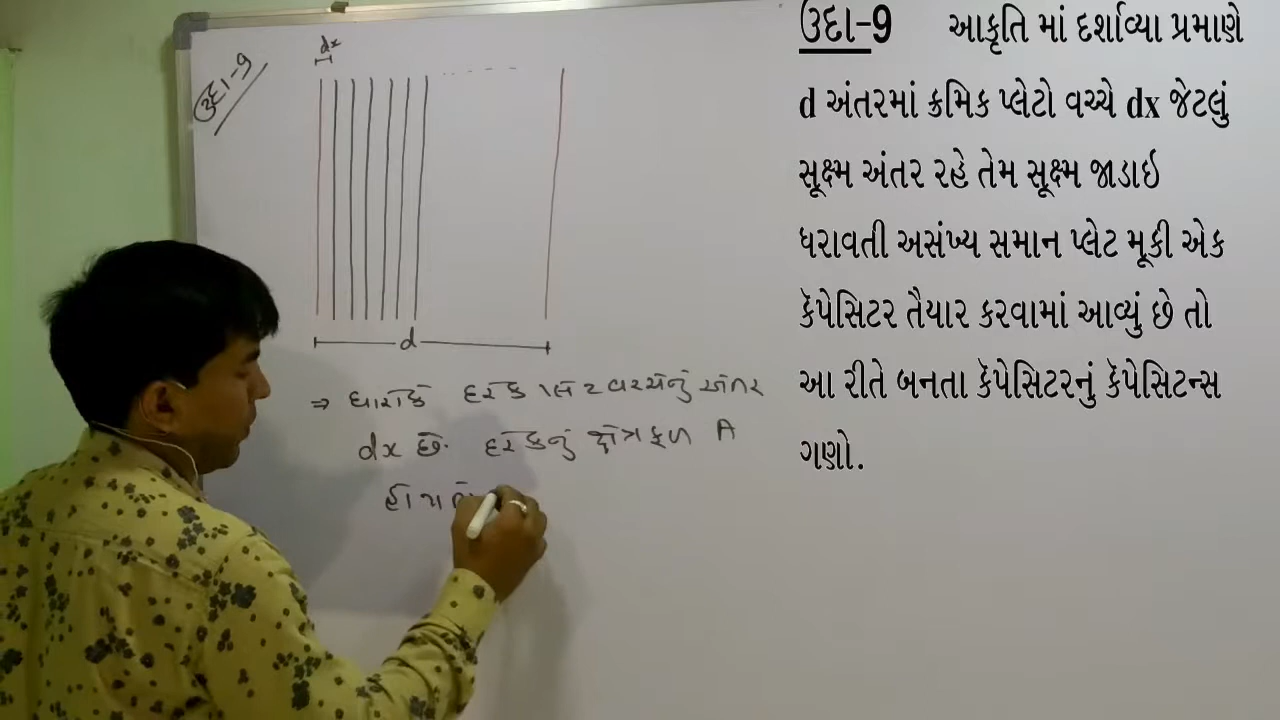 ઉદા-9 આકૃતિ માં દર્શાવ્યા પ્રમાણે
d અંતરમાં ક્રમિક પ્લેટો વચ્ચે dx જેટલું
સૂક્ષ્મ અંતર રહે તેમ સૂક્ષ્મ જાડાઇ
ધરાવતી અસંખ્ય સમાન પ્લેટ મૂકી એક
કૅપેસિટર તૈયાર કરવામાં આવ્યું છે તો
આ રીતે બનતા કૅપેસિટરનું કૅપેસિટન્સ
ગણો.
ઉદા-9
dx
d
⇒ ધારોકે દરેક પ્લેટ વચ્ચેનું અંતર
dx છે. દરેકનું ક્ષેત્રફળ A
હોય